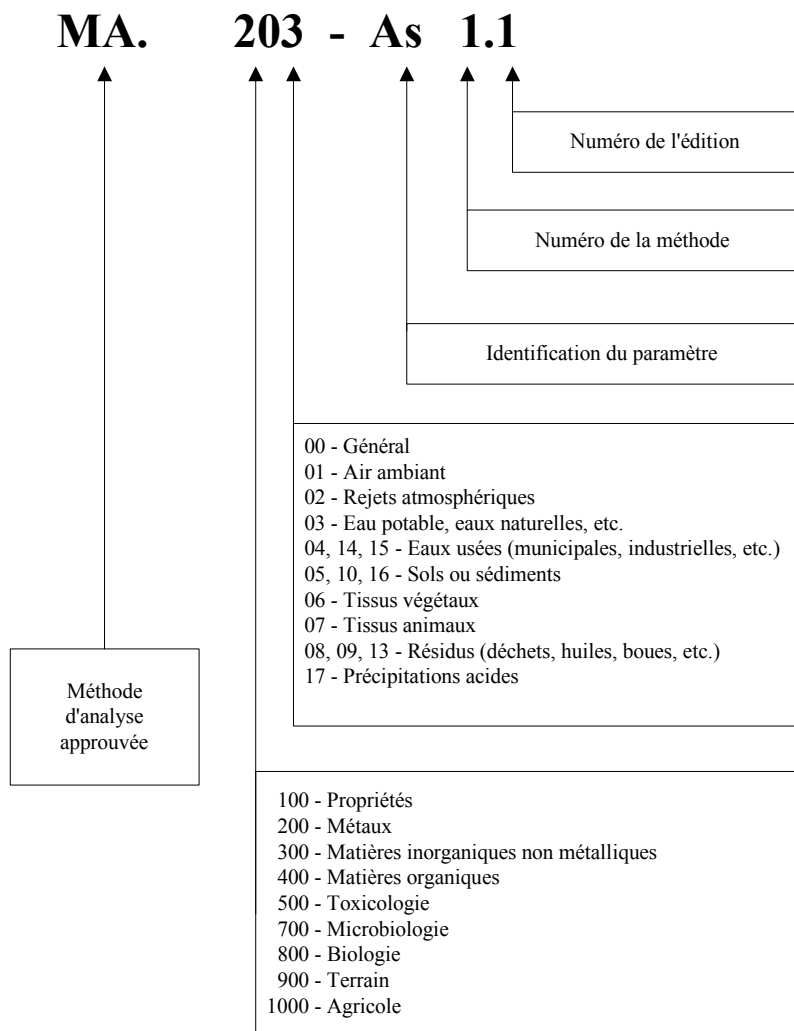 MA. 203 - As 1.1
Numéro de l'édition
Numéro de la méthode
Identification du paramètre
00 - Général
01 - Air ambiant
02 - Rejets atmosphériques
03 - Eau potable, eaux naturelles, etc.
04, 14, 15 - Eaux usées (municipales, industrielles, etc.)
05, 10, 16 - Sols ou sédiments
06 - Tissus végétaux
07 - Tissus animaux
08, 09, 13 - Résidus (déchets, huiles, boues, etc.)
17 - Précipitations acides
Méthode
d'analyse
approuvée
100 - Propriétés
200 - Métaux
300 - Matières inorganiques non métalliques
400 - Matières organiques
500 - Toxicologie
700 - Microbiologie
800 - Biologie
900 - Terrain
1000 - Agricole